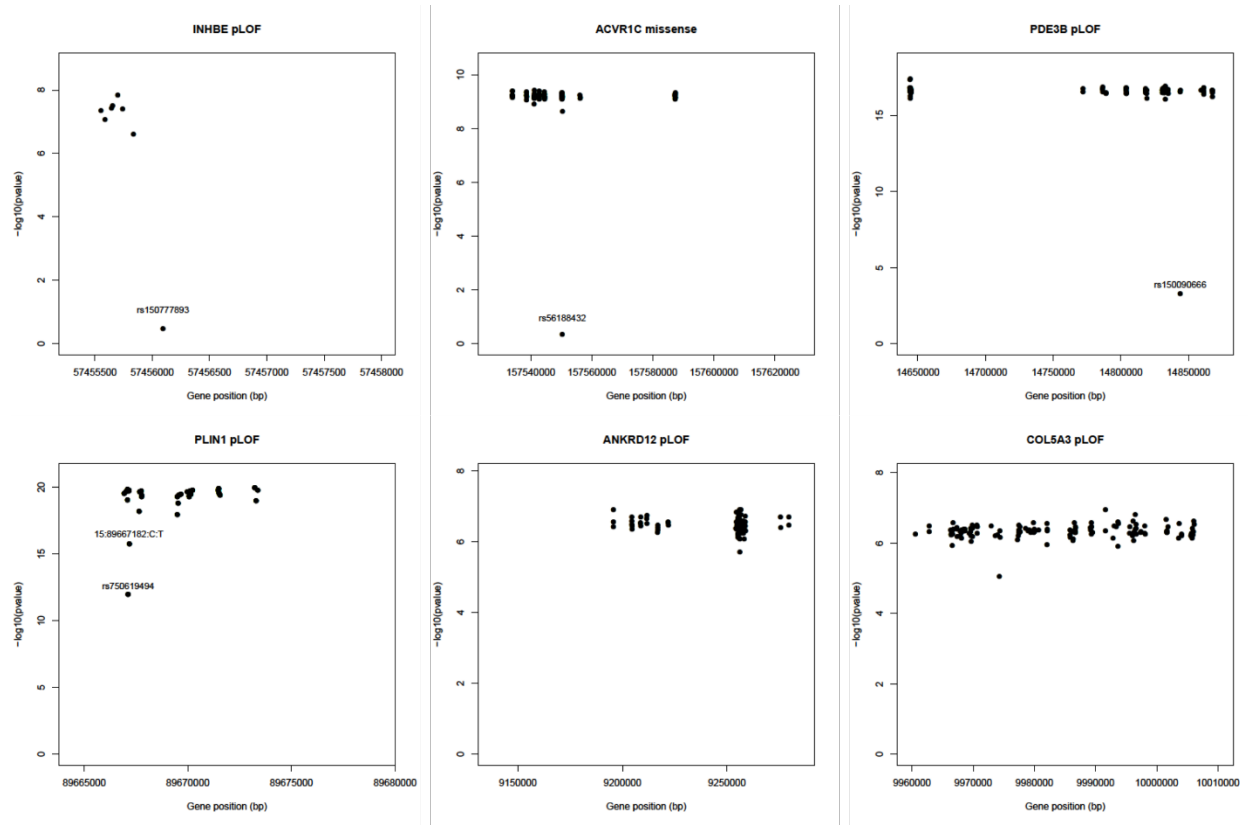 INHBE pLOF
−log10(pvalue)
8
6
4
2
0
rs150777893
57455500 57456000 57456500 57457000 57457500 57458000
Gene position (bp)
ACVR1C missense
−log10(pvalue)
10
8
6
4
2
0
rs56188432
157540000 157560000 157580000 157600000 157620000
Gene position (bp)
PDE3B pLOF
−log10(pvalue)
15
10
5
0
rs150090666
14650000 14700000 14750000 14800000 14850000
Gene position (bp)
PLIN1 pLOF
−log10(pvalue)
20
15
10
5
0
15:89667182:C:T
rs750619494
89665000 89670000 89675000 89680000
Gene position (bp)
ANKRD12 pLOF
−log10(pvalue)
8
6
4
2
0
9150000 9200000 9250000
Gene position (bp)
COL5A3 pLOF
−log10(pvalue)
8
6
4
2
0
9960000 9970000 9980000 9990000 10000000 10010000
Gene position (bp)